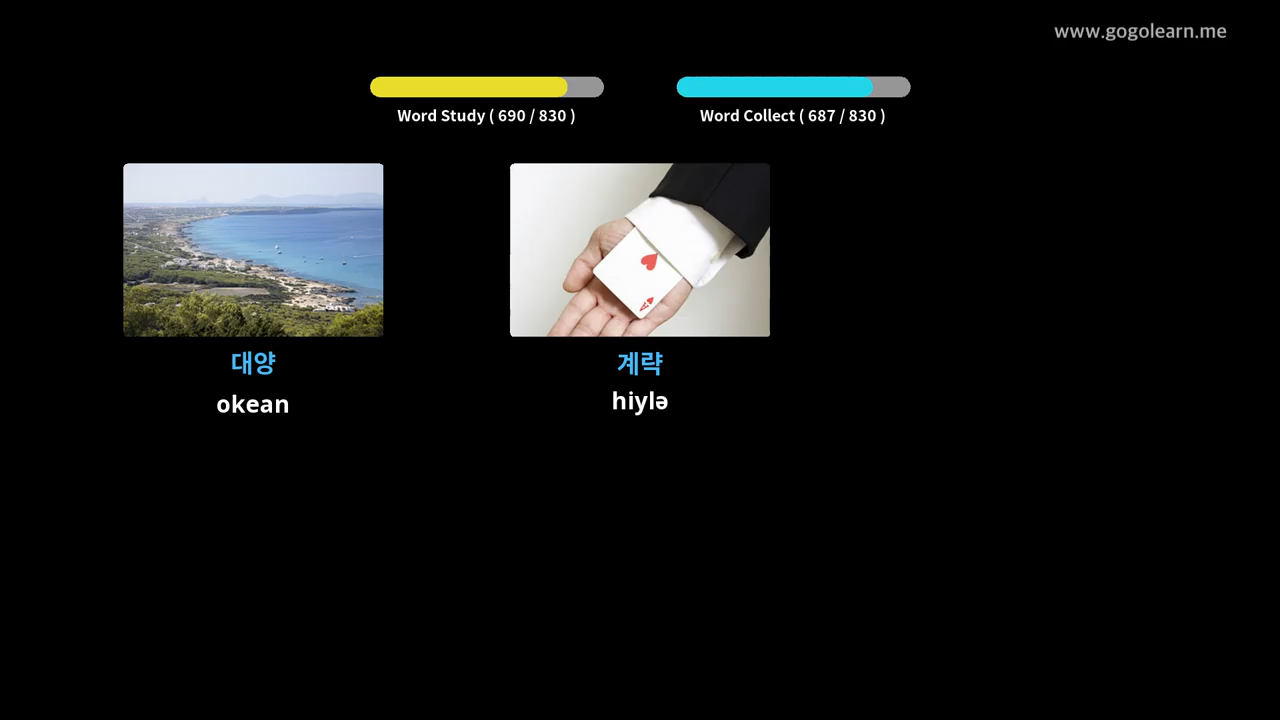 www.gogolearn.me
Word Study ( 690 / 830 )
Word Collect ( 687 / 830 )
대양
okean
계략
hiylə